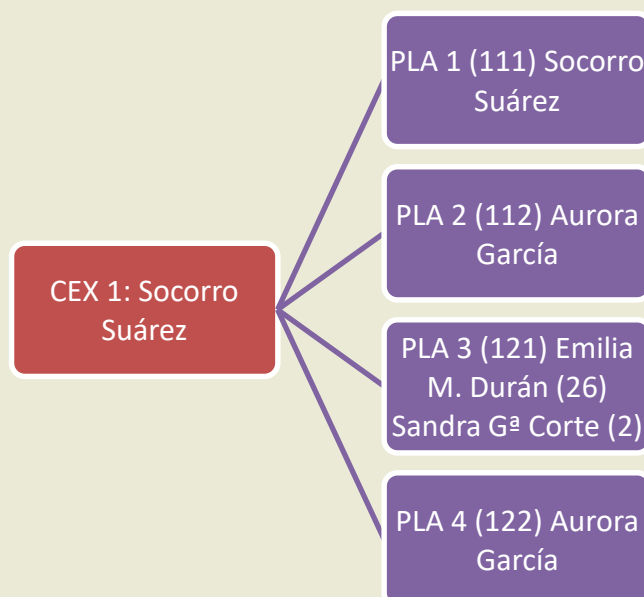 PLA 1 (111) Socorro
Suárez
PLA 2 (112) Aurora
García
CEX 1: Socorro
Suárez
PLA 3 (121) Emilia
M. Durán (26)
Sandra Gª Corte (2)
PLA 4 (122) Aurora
García